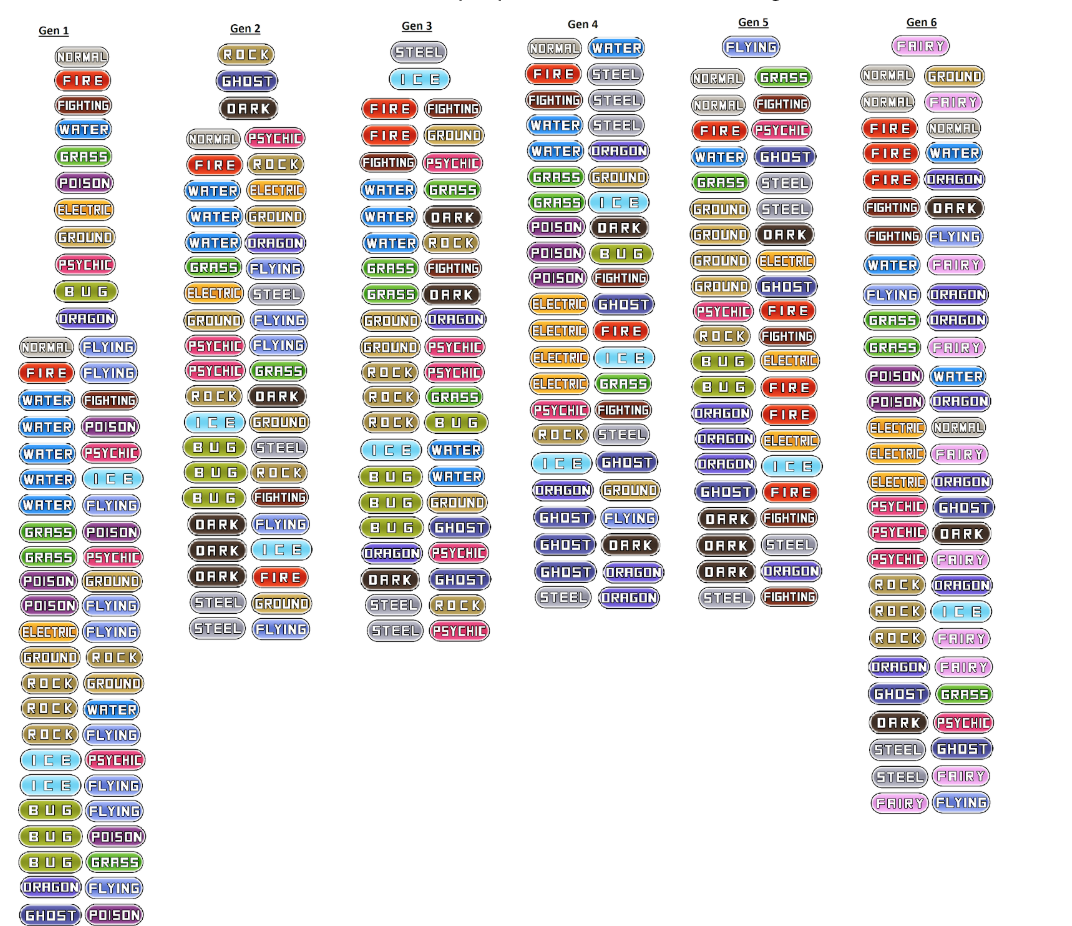 Gen 1
NORMAL
FIRE
FIGHTING
WATER
GRASS
POISON
ELECTRIC
GROUND
PSYCHIC
BUG
DRAGON
NORMAL FLYING
FIRE FLYING
WATER FIGHTING
WATER POISON
WATER PSYCHIC
WATER ICE
WATER FLYING
GRASS POISON
GRASS PSYCHIC
POISON GROUND
POISON FLYING
ELECTRIC FLYING
GROUND ROCK
ROCK GROUND
ROCK WATER
ROCK FLYING
ICE PSYCHIC
ICE FLYING
BUG FLYING
BUG POISON
BUG GRASS
DRAGON FLYING
GHOST POISON
Gen 2
ROCK
GHOST
DARK
NORMAL PSYCHIC
FIRE ROCK
WATER ELECTRIC
WATER GROUND
WATER DRAGON
GRASS FLYING
ELECTRIC STEEL
GROUND FLYING
PSYCHIC FLYING
PSYCHIC GRASS
ROCK DARK
ICE GROUND
BUG STEEL
BUG ROCK
BUG FIGHTING
DARK FLYING
DARK ICE
DARK FIRE
STEEL GROUND
STEEL FLYING
Gen 3
STEEL
ICE
FIRE FIGHTING
FIRE GROUND
FIGHTING PSYCHIC
WATER GRASS
WATER DARK
WATER ROCK
GRASS FIGHTING
GRASS DARK
GROUND DRAGON
GROUND PSYCHIC
ROCK PSYCHIC
ROCK GRASS
ROCK BUG
ICE WATER
BUG WATER
BUG GROUND
BUG GHOST
DRAGON PSYCHIC
DARK GHOST
STEEL ROCK
STEEL PSYCHIC
Gen 4
NORMAL WATER
FIRE STEEL
FIGHTING STEEL
WATER STEEL
WATER DRAGON
GRASS GROUND
GRASS ICE
POISON DARK
POISON BUG
POISON FIGHTING
ELECTRIC GHOST
ELECTRIC FIRE
ELECTRIC ICE
ELECTRIC GRASS
PSYCHIC FIGHTING
ROCK STEEL
ICE GHOST
DRAGON GROUND
GHOST FLYING
GHOST DARK
GHOST DRAGON
STEEL DRAGON
Gen 5
FLYING
NORMAL GRASS
NORMAL FIGHTING
FIRE PSYCHIC
WATER GHOST
GRASS STEEL
GROUND STEEL
GROUND DARK
GROUND ELECTRIC
GROUND GHOST
PSYCHIC FIRE
ROCK FIGHTING
BUG ELECTRIC
BUG FIRE
DRAGON FIRE
DRAGON ELECTRIC
DRAGON ICE
GHOST FIRE
DARK FIGHTING
DARK STEEL
DARK DRAGON
STEEL FIGHTING
Gen 6
FAIRY
NORMAL GROUND
NORMAL FAIRY
FIRE NORMAL
FIRE WATER
FIRE DRAGON
FIGHTING DARK
FIGHTING FLYING
WATER FAIRY
FLYING DRAGON
GRASS DRAGON
GRASS FAIRY
POISON WATER
POISON DRAGON
ELECTRIC NORMAL
ELECTRIC FAIRY
ELECTRIC DRAGON
PSYCHIC GHOST
PSYCHIC DARK
PSYCHIC FAIRY
ROCK DRAGON
ROCK ICE
ROCK FAIRY
DRAGON FAIRY
GHOST GRASS
DARK PSYCHIC
STEEL GHOST
STEEL FAIRY
FAIRY FLYING